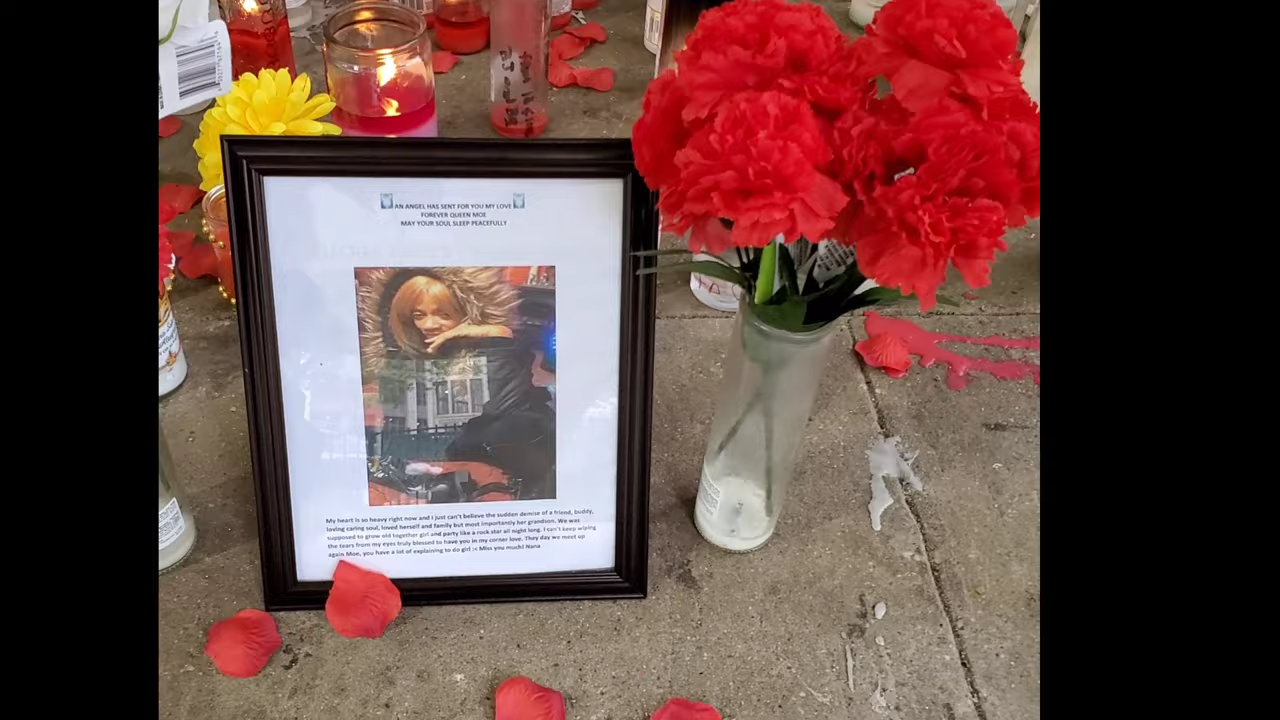 AN ANGEL HAS SENT FOR YOU MY LOVE
FOREVER QUEEN MOE
MAY YOUR SOUL SLEEP PEACEFULLY
My heart is so heavy right now and I just can't believe the sudden demise of a friend, buddy,
loving caring soul, loved herself and family but most importantly her grandson. We was
supposed to grow old together girl and party like a rock star all night long. I can't keep wiping
the tears from my eyes truly blessed to have you in my corner love. They day we meet up
again Moe, you have a lot of explaining to do girl :< Miss you much! Nana